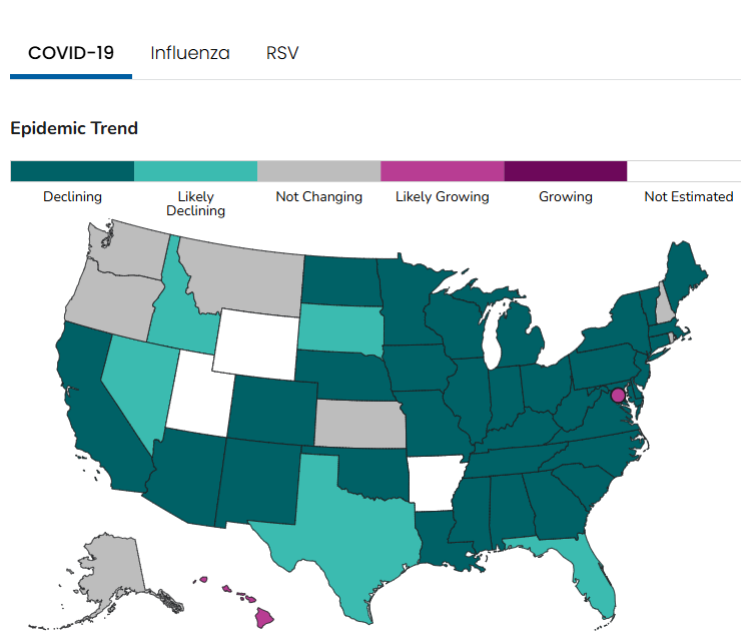 COVID-19 Influenza RSV
Epidemic Trend
Declining Likely Not Changing Likely Growing Growing Not Estimated
Declining